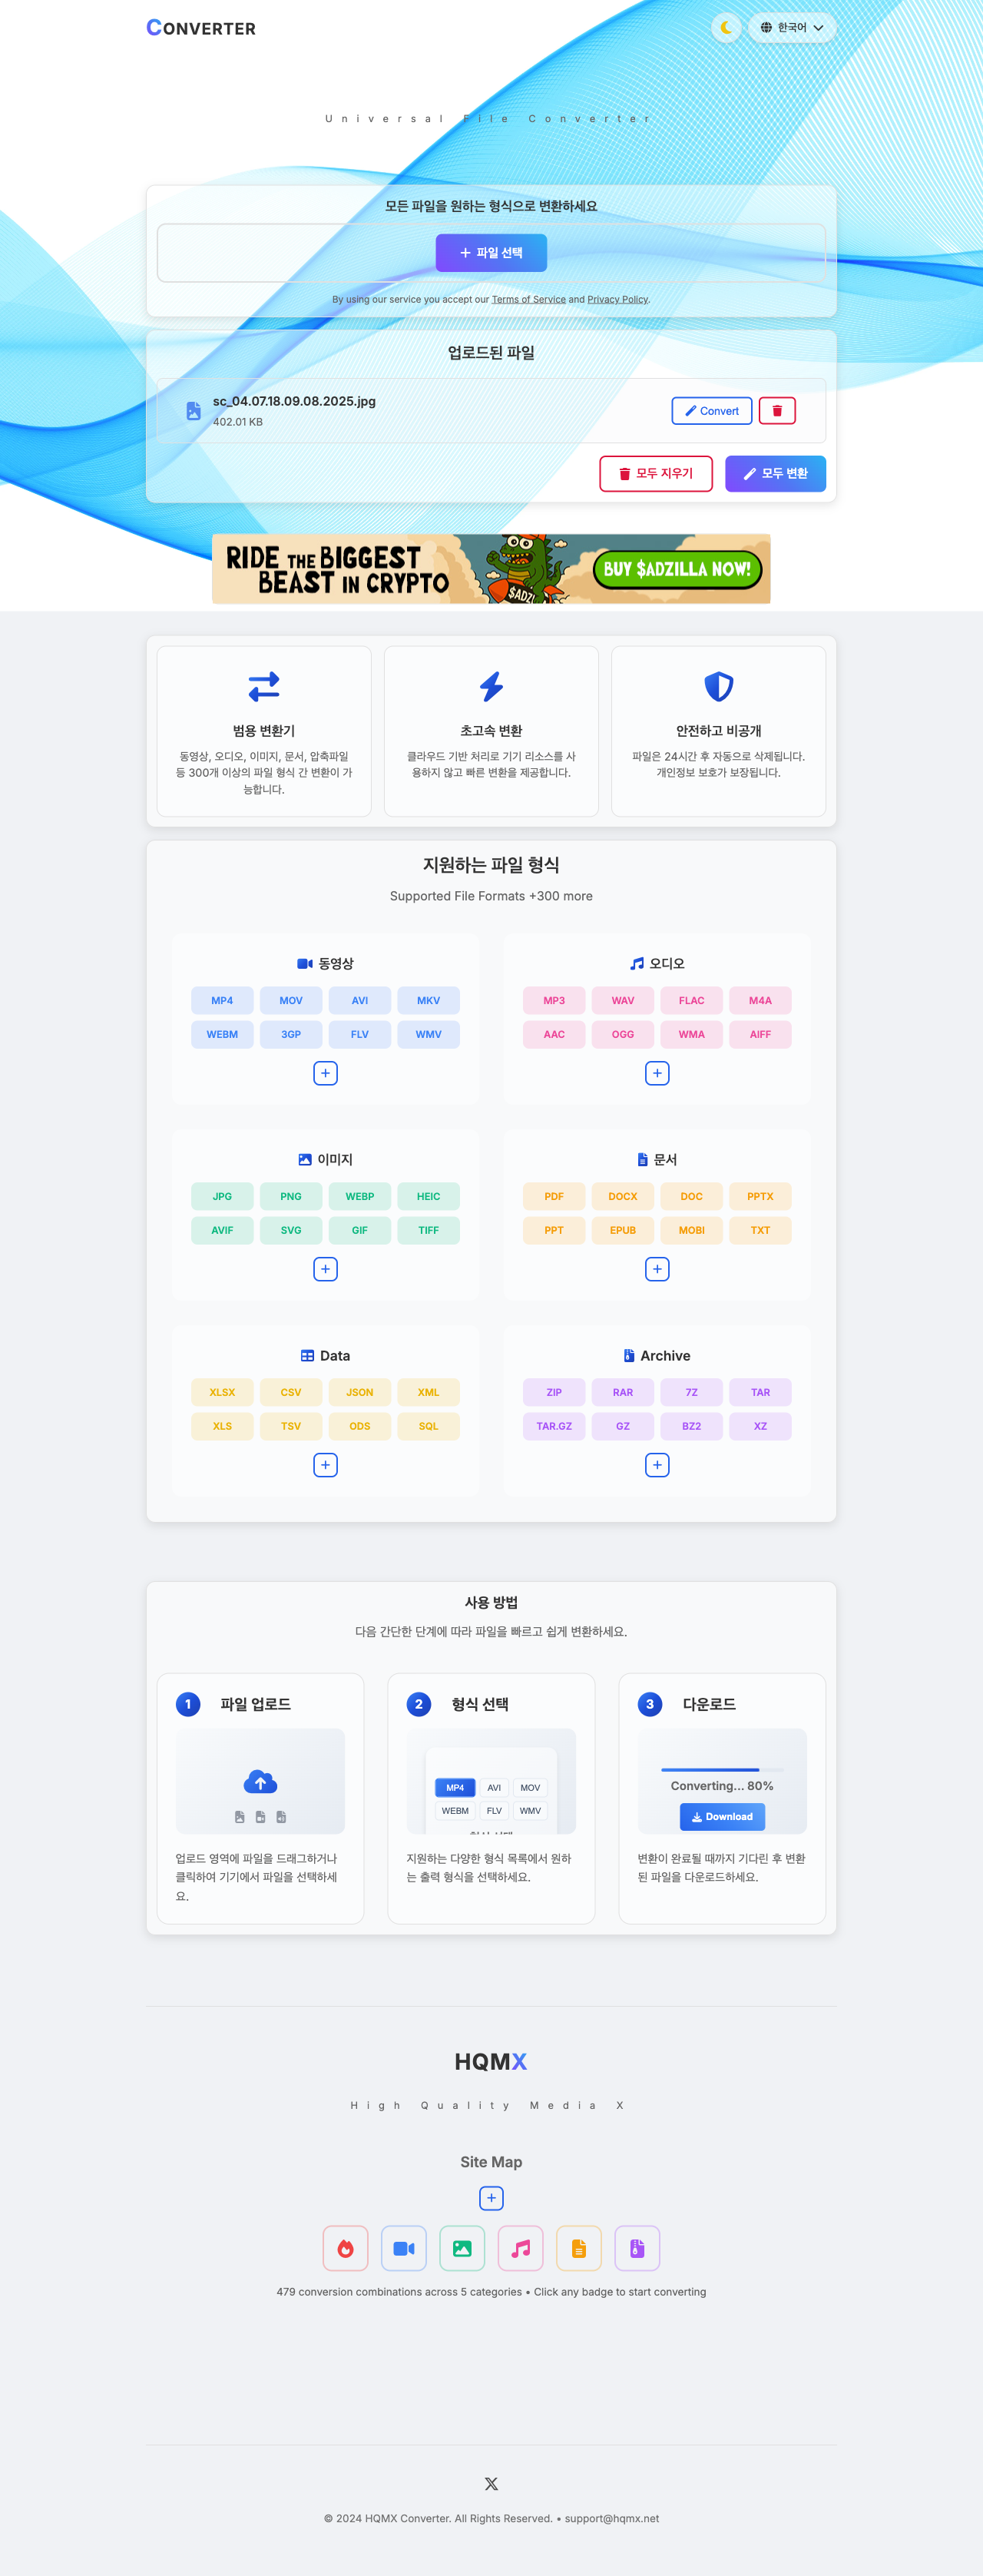 CONVERTER
한국어
Universal File Converter
모든 파일을 원하는 형식으로 변환하세요
파일 선택
By using our service you accept our Terms of Service and Privacy Policy.
업로드된 파일
sc_04.07.18.09.08.2025.jpg
402.01 KB
Convert
모두 지우기
모두 변환
RIDE THE BIGGEST
BEAST IN CRYPTO
$ADZI
BUY $ADZILLA NOW!
범용 변환기
동영상, 오디오, 이미지, 문서, 압축파일
등 300개 이상의 파일 형식 간 변환이 가
능합니다.
초고속 변환
클라우드 기반 처리로 기기 리소스를 사
용하지 않고 빠른 변환을 제공합니다.
안전하고 비공개
파일은 24시간 후 자동으로 삭제됩니다.
개인정보 보호가 보장됩니다.
지원하는 파일 형식
Supported File Formats +300 more
동영상
MP4 MOV AVI MKV
WEBM 3GP FLV WMV
오디오
MP3 WAV FLAC M4A
AAC OGG WMA AIFF
이미지
JPG PNG WEBP HEIC
AVIF SVG GIF TIFF
문서
PDF DOCX DOC PPTX
PPT EPUB MOBI TXT
Data
XLSX CSV JSON XML
XLS TSV ODS SQL
Archive
ZIP RAR 7Z TAR
TAR.GZ GZ BZ2 XZ
사용 방법
다음 간단한 단계에 따라 파일을 빠르고 쉽게 변환하세요.
1 파일 업로드
업로드 영역에 파일을 드래그하거나
클릭하여 기기에서 파일을 선택하세
요.
2 형식 선택
MP4 AVI MOV
WEBM FLV WMV
지원하는 다양한 형식 목록에서 원하
는 출력 형식을 선택하세요.
3 다운로드
Converting... 80%
Download
변환이 완료될 때까지 기다린 후 변환
된 파일을 다운로드하세요.
HQMX
High Quality Media X
Site Map
479 conversion combinations across 5 categories • Click any badge to start converting
© 2024 HQMX Converter. All Rights Reserved. • support@hqmx.net